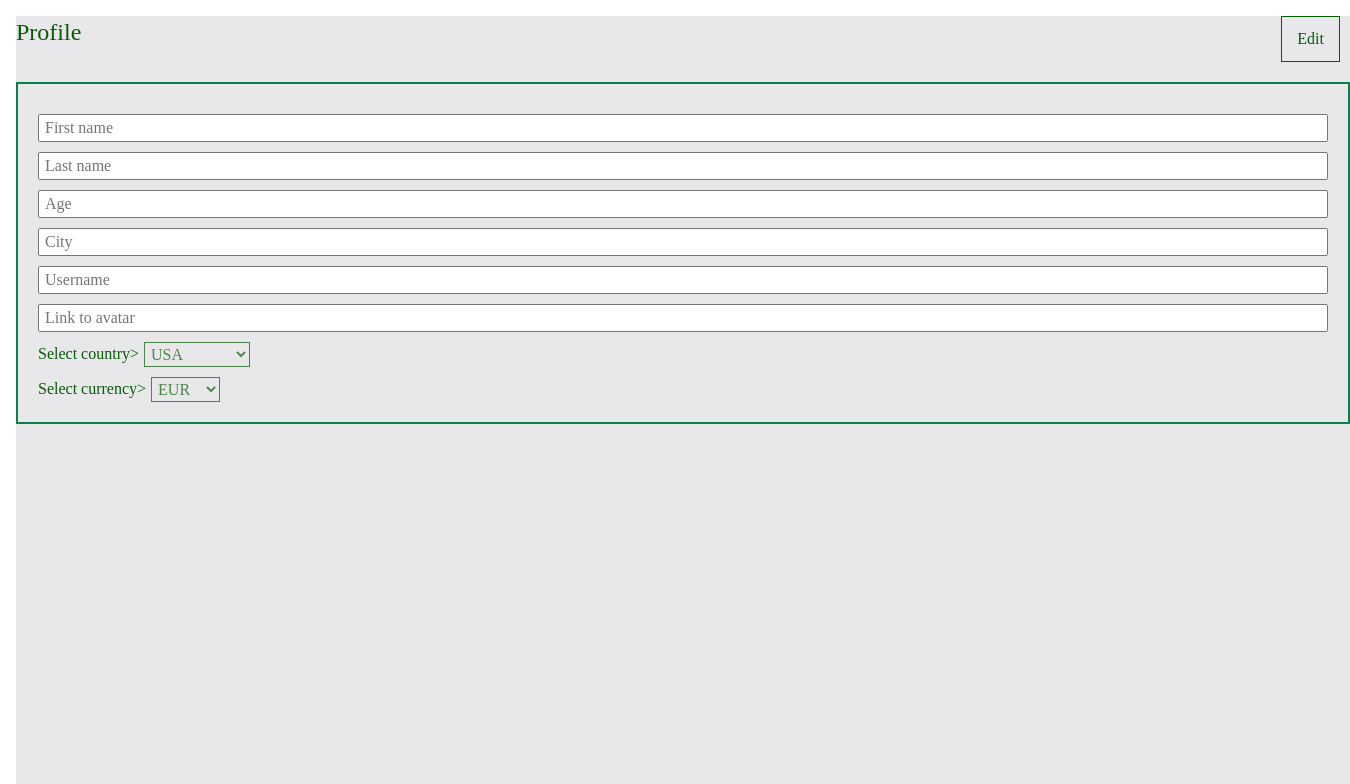 Profile
Edit
First name
Last name
Age
City
Username
Link to avatar
Select country> USA
Select currency> EUR